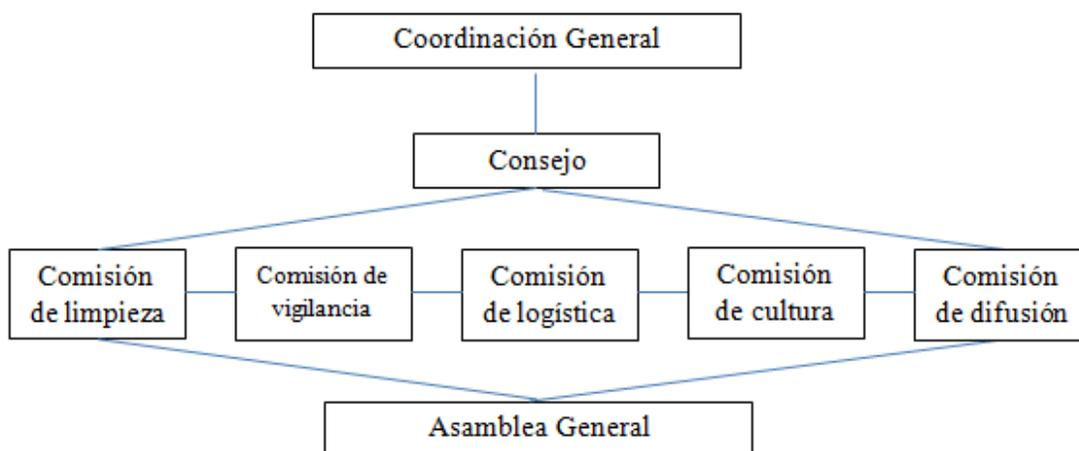 Coordinación General
Consejo
Comisión
de limpieza
Comisión de
vigilancia
Comisión
de logística
Comisión
de cultura
Comisión
de difusión
Asamblea General